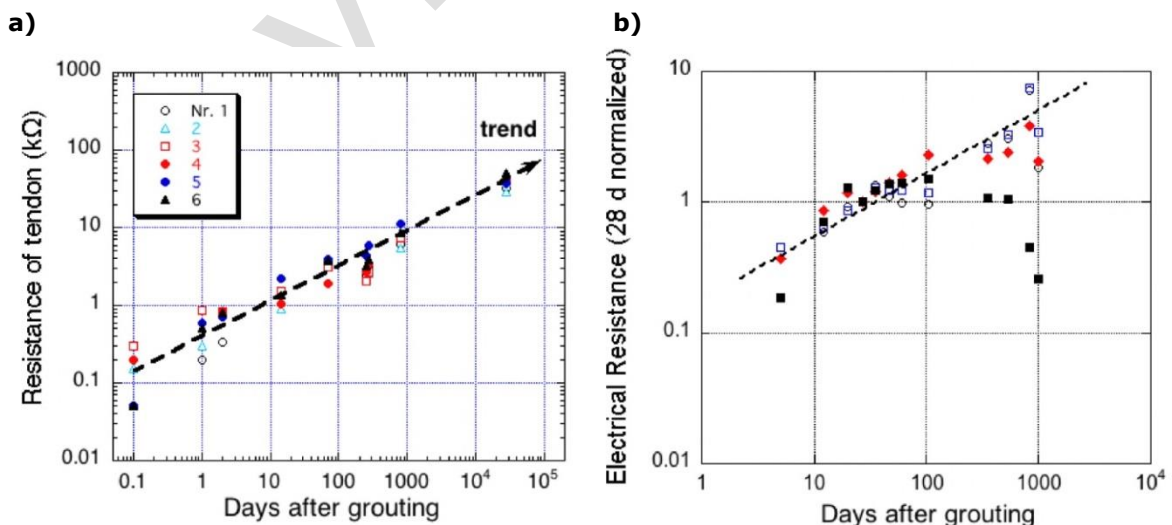 a)
1000
100
10
1
0.1
0.01
Resistance of tendon (kΩ)
Nr. 1
2
3
4
5
6
trend
0.1 1 10 100 1000 10⁴ 10⁵
Days after grouting
b)
10
1
0.1
0.01
Electrical Resistance (28 d normalized)
1 10 100 1000 10⁴
Days after grouting